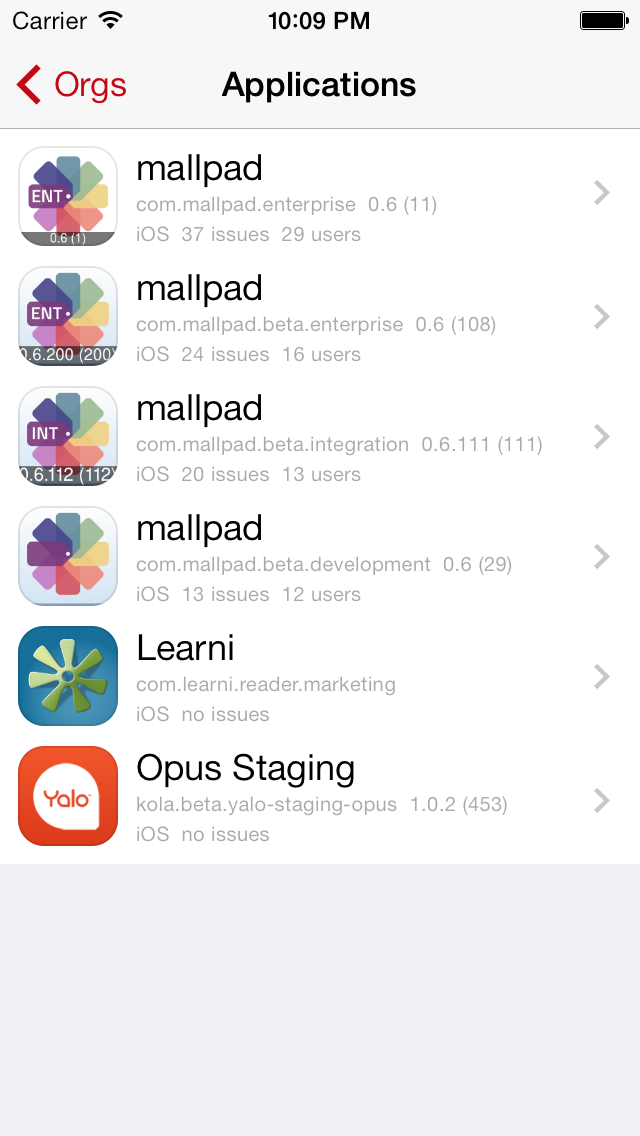 Carrier 10:09 PM
Orgs Applications
mallpad
com.mallpad.enterprise 0.6 (11)
iOS 37 issues 29 users
ENT
0.6 (1)
mallpad
com.mallpad.beta.enterprise 0.6 (108)
iOS 24 issues 16 users
ENT
0.6.200 (200)
mallpad
com.mallpad.beta.integration 0.6.111 (111)
iOS 20 issues 13 users
INT
0.6.112 (112)
mallpad
com.mallpad.beta.development 0.6 (29)
iOS 13 issues 12 users
Learni
com.learni.reader.marketing
iOS no issues
Opus Staging
kola.beta.yalo-staging-opus 1.0.2 (453)
iOS no issues
Yalo™